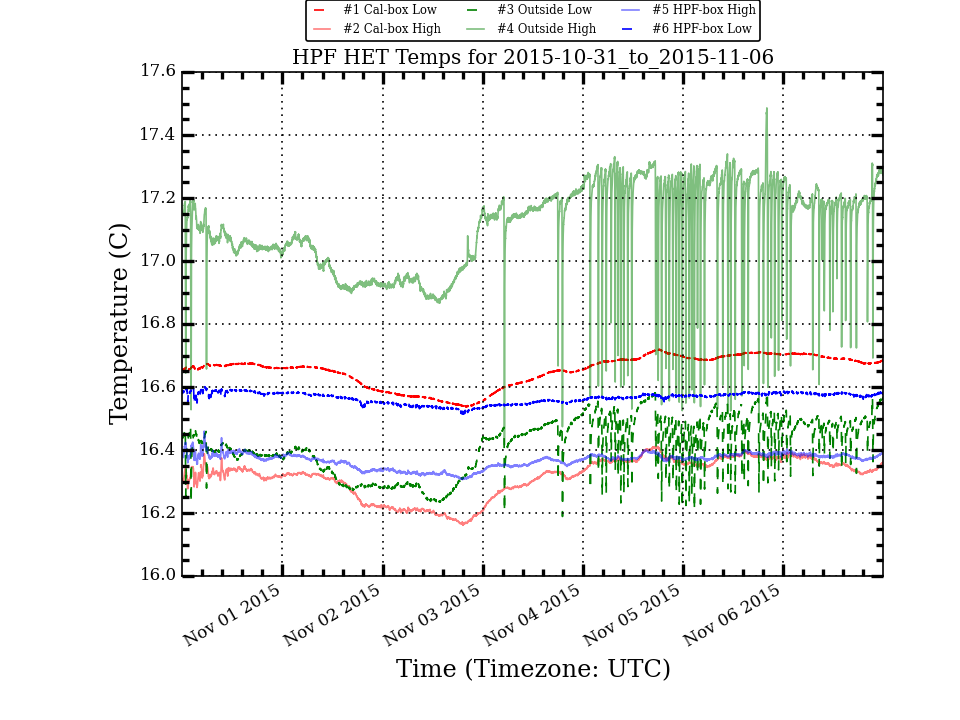 #1 Cal-box Low #3 Outside Low #5 HPF-box High
#2 Cal-box High #4 Outside High #6 HPF-box Low
HPF HET Temps for 2015-10-31_to_2015-11-06
17.6
17.4
17.2
17.0
16.8
16.6
16.4
16.2
16.0
Temperature (C)
Nov 01 2015
Nov 02 2015
Nov 03 2015
Nov 04 2015
Nov 05 2015
Nov 06 2015
Time (Timezone: UTC)